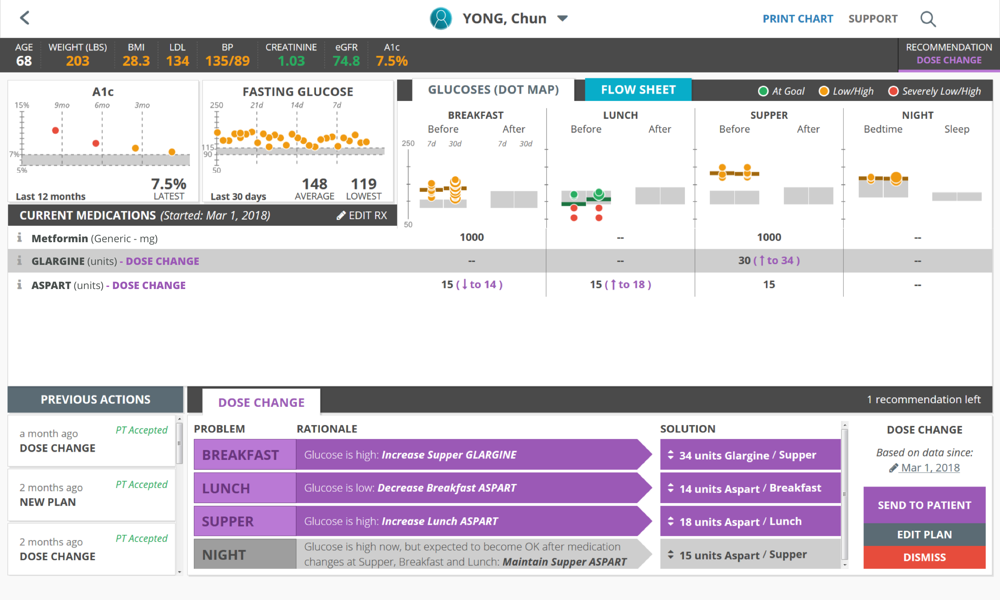 YONG, Chun
PRINT CHART
SUPPORT
AGE
68
WEIGHT (LBS)
203
BMI
28.3
LDL
134
BP
135/89
CREATININE
1.03
eGFR
74.8
A1c
7.5%
RECOMMENDATION
DOSE CHANGE
A1c
15% 9mo 6mo 3mo
7%
5%
7.5%
Last 12 months LATEST
FASTING GLUCOSE
250 21d 14d 7d
115
90
50
148 119
Last 30 days AVERAGE LOWEST
GLUCOSES (DOT MAP)
FLOW SHEET
At Goal Low/High Severely Low/High
BREAKFAST LUNCH SUPPER NIGHT
Before After Before After Before After Bedtime Sleep
250 7d 30d 7d 30d
50
CURRENT MEDICATIONS (Started: Mar 1, 2018) EDIT RX
i Metformin (Generic - mg) 1000 -- 1000 --
i GLARGINE (units) - DOSE CHANGE -- -- 30 (↑ to 34 ) --
i ASPART (units) - DOSE CHANGE 15 (↓ to 14 ) 15 (↑ to 18 ) 15 --
PREVIOUS ACTIONS
a month ago PT Accepted
DOSE CHANGE
2 months ago PT Accepted
NEW PLAN
2 months ago PT Accepted
DOSE CHANGE
DOSE CHANGE
1 recommendation left
PROBLEM RATIONALE SOLUTION
BREAKFAST Glucose is high: Increase Supper GLARGINE 34 units Glargine / Supper
LUNCH Glucose is low: Decrease Breakfast ASPART 14 units Aspart / Breakfast
SUPPER Glucose is high: Increase Lunch ASPART 18 units Aspart / Lunch
NIGHT Glucose is high now, but expected to become OK after medication
changes at Supper, Breakfast and Lunch: Maintain Supper ASPART 15 units Aspart / Supper
DOSE CHANGE
Based on data since:
Mar 1, 2018
SEND TO PATIENT
EDIT PLAN
DISMISS